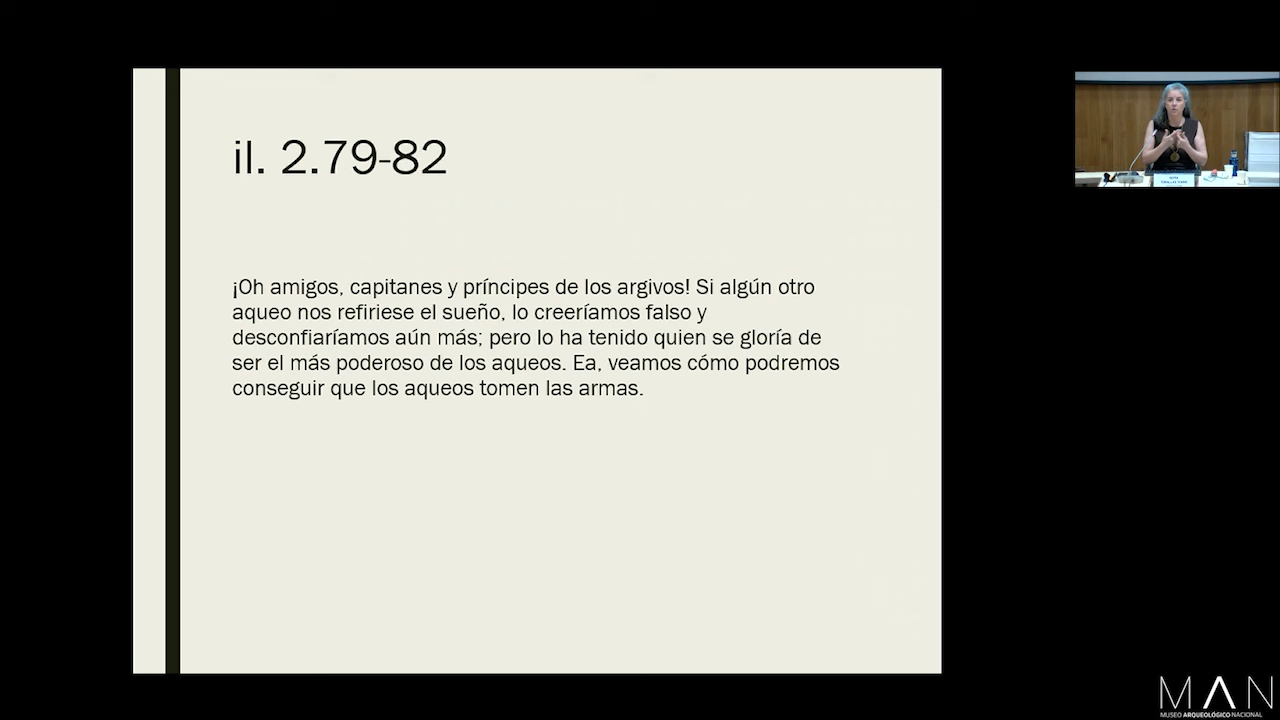 il. 2.79-82
¡Oh amigos, capitanes y príncipes de los argivos! Si algún otro
aqueo nos refiriese el sueño, lo creeríamos falso y
desconfiaríamos aún más; pero lo ha tenido quien se gloría de
ser el más poderoso de los aqueos. Ea, veamos cómo podremos
conseguir que los aqueos tomen las armas.
MAN
MUSEO ARQUEOLÓGICO NACIONAL